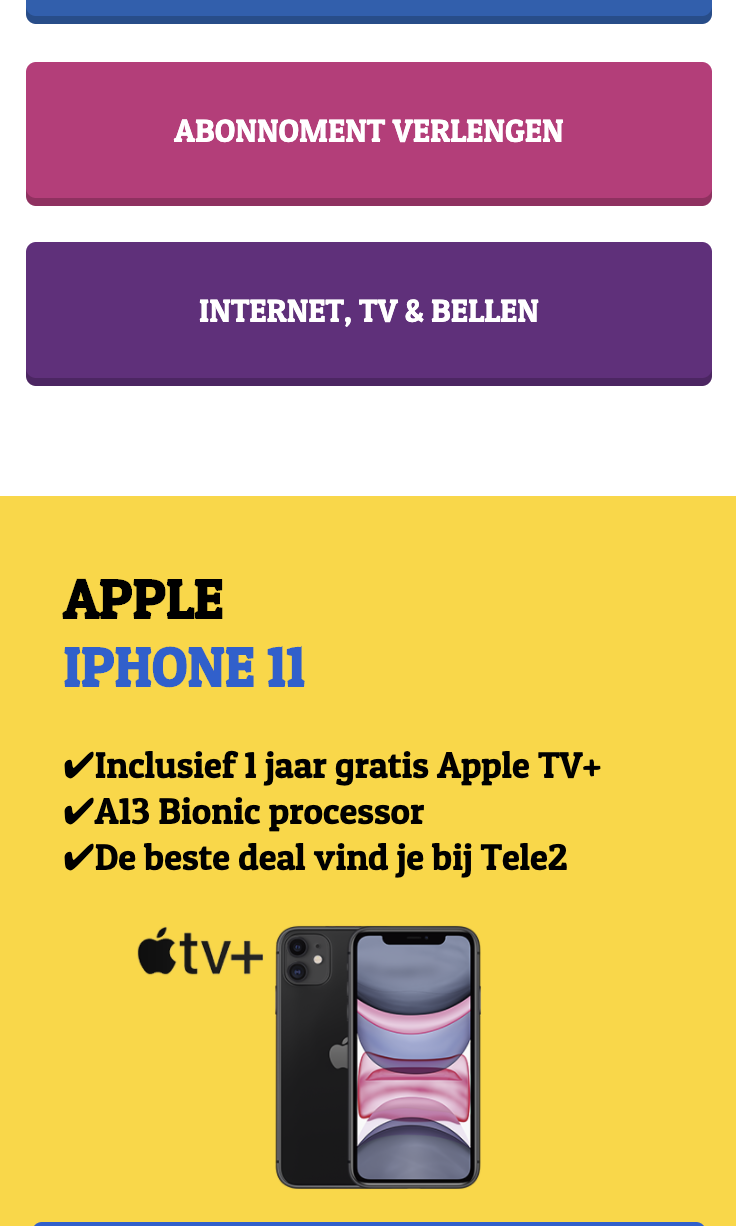 ABONNOMENT VERLENGEN
INTERNET, TV & BELLEN
APPLE
IPHONE 11
✔Inclusief 1 jaar gratis Apple TV+
✔A13 Bionic processor
✔De beste deal vind je bij Tele2
tv+